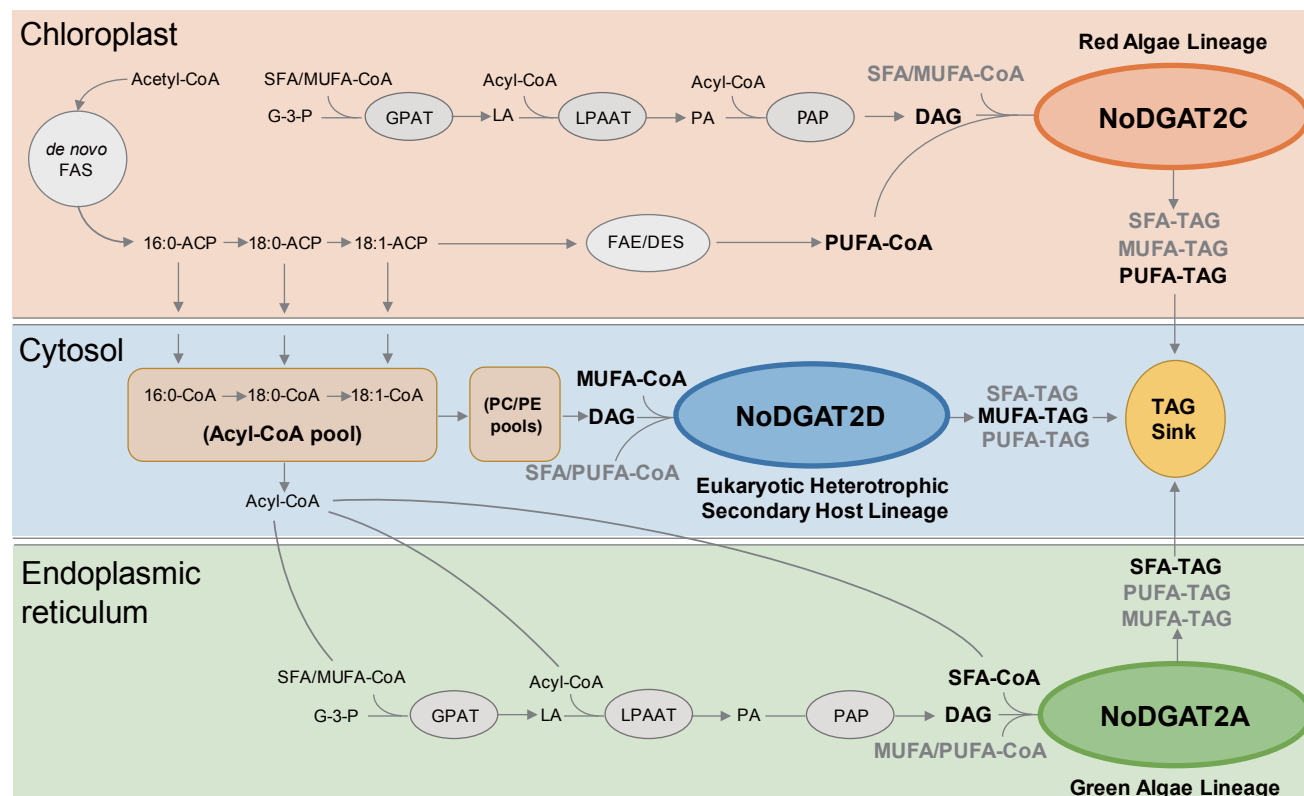 Chloroplast
Red Algae Lineage
Acetyl-CoA
SFA/MUFA-CoA
Acyl-CoA
Acyl-CoA
SFA/MUFA-CoA
G-3-P
GPAT
LA
LPAAT
PA
PAP
DAG
NoDGAT2C
de novo
FAS
SFA-TAG
MUFA-TAG
PUFA-TAG
16:0-ACP
18:0-ACP
18:1-ACP
FAE/DES
PUFA-CoA
Cytosol
16:0-CoA
18:0-CoA
18:1-CoA
(Acyl-CoA pool)
(PC/PE
pools)
MUFA-CoA
DAG
SFA/PUFA-CoA
NoDGAT2D
Eukaryotic Heterotrophic
Secondary Host Lineage
SFA-TAG
MUFA-TAG
PUFA-TAG
TAG
Sink
Acyl-CoA
Endoplasmic
reticulum
SFA-TAG
PUFA-TAG
MUFA-TAG
SFA/MUFA-CoA
Acyl-CoA
SFA-CoA
G-3-P
GPAT
LA
LPAAT
PA
PAP
DAG
MUFA/PUFA-CoA
NoDGAT2A
Green Algae Lineage